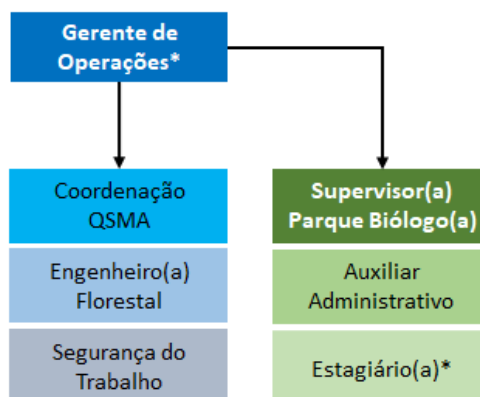 Gerente de
Operações*
Coordenação
QSMA
Engenheiro(a)
Florestal
Segurança do
Trabalho
Supervisor(a)
Parque Biólogo(a)
Auxiliar
Administrativo
Estagiário(a)*